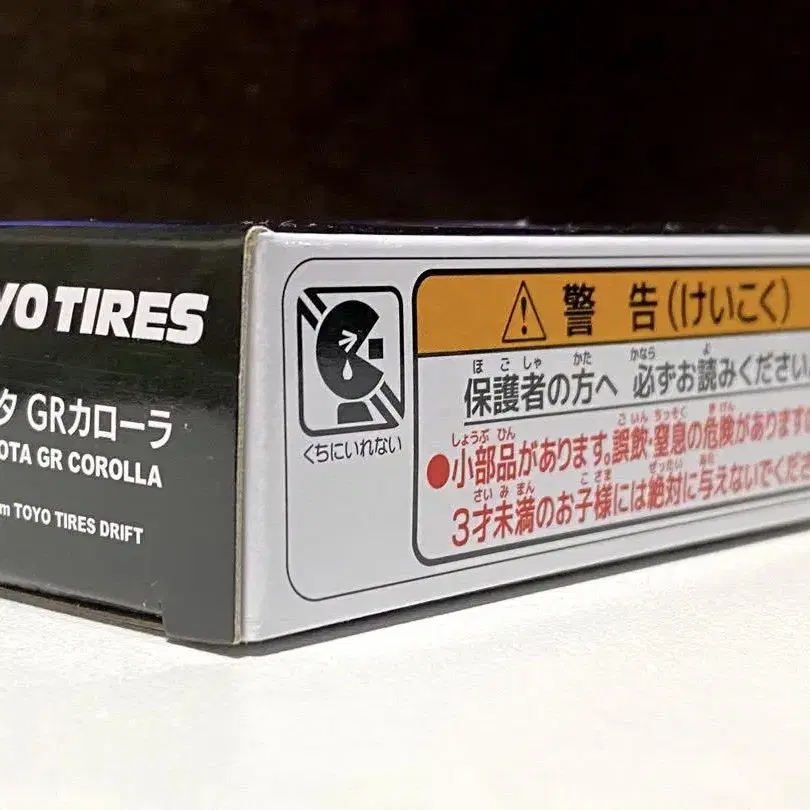 YO TIRES
タ GRカローラ
OTA GR COROLLA
m TOYO TIRES DRIFT
くちにいれない
警 告(けいこく)
ほごしゃ かた かなら よ
保護者の方へ 必ずお読みください
しょうぶひん ごいん ちっそく きけん
●小部品があります。誤飲・窒息の危険があります
さいみまん こさま ぜったい あた
3才未満のお子様には絶対に与えないでくださ